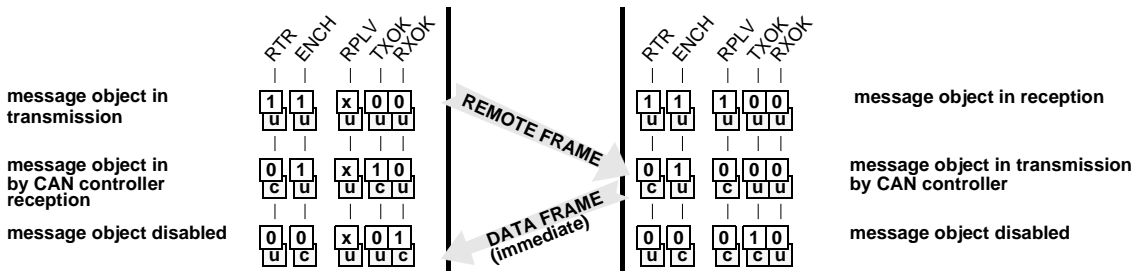 RTR ENCH RPLV TXOK RXOK
RTR ENCH RPLV TXOK RXOK
message object in
transmission
1 1 x 0 0
u u u u u
REMOTE FRAME
1 1 1 0 0
u u u u u
message object in reception
message object in
by CAN controller
reception
0 1 x 1 0
c u u c u
0 1 0 0 0
c u c u u
message object in transmission
by CAN controller
DATA FRAME
(immediate)
message object disabled
0 0 x 0 1
u c u u c
0 0 0 1 0
u c c c u
message object disabled